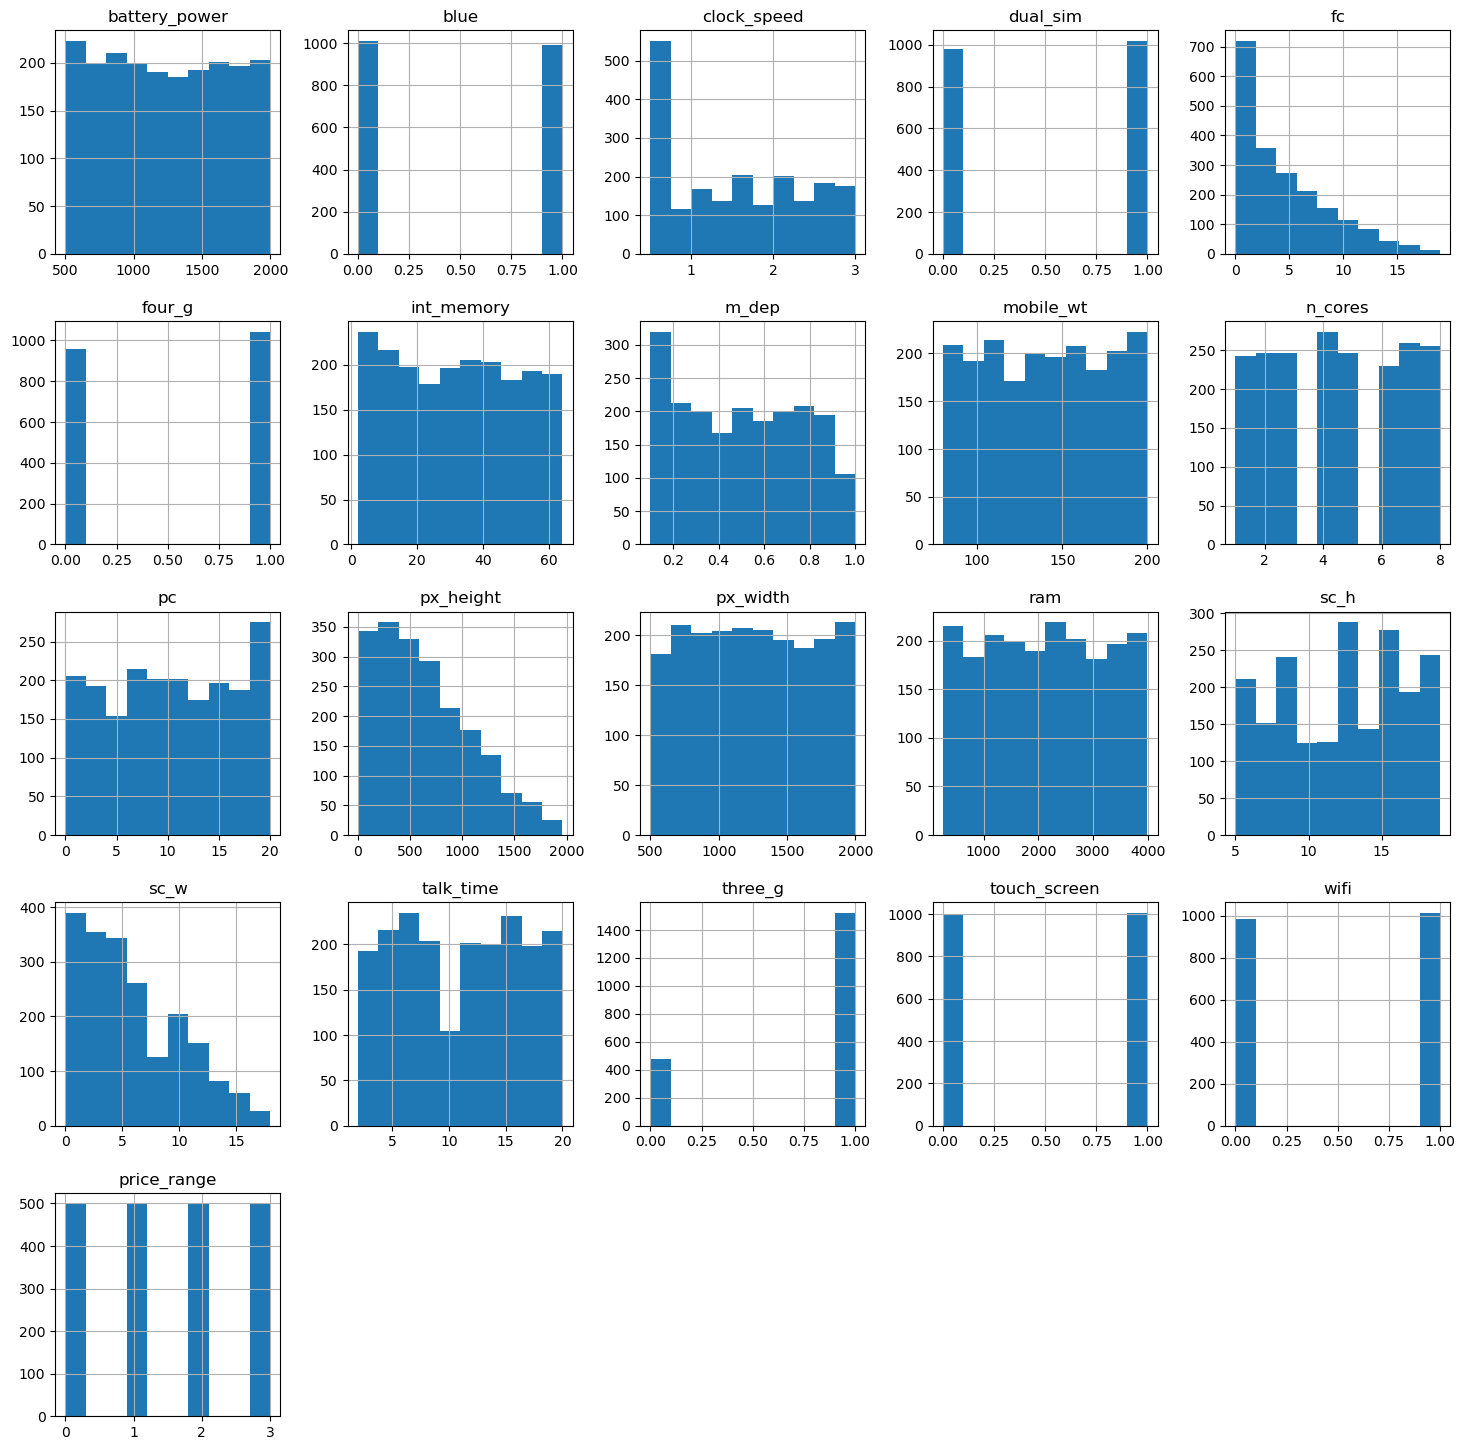 battery_power blue clock_speed dual_sim fc
200 1000 500 1000 700
150 800 400 800 600
100 600 300 600 500
50 400 200 400 400
0 200 100 200 300
0 0 0 200
100
0
500 1000 1500 2000 0.00 0.25 0.50 0.75 1.00 1 2 3 0.00 0.25 0.50 0.75 1.00 0 5 10 15
four_g int_memory m_dep mobile_wt n_cores
1000 200 300 200 250
800 150 250 150 200
600 100 200 100 150
400 50 150 50 100
200 0 100 0 50
0 50 0
0
0.00 0.25 0.50 0.75 1.00 0 20 40 60 0.2 0.4 0.6 0.8 1.0 100 150 200 2 4 6 8
pc px_height px_width ram sc_h
250 350 200 200 300
200 300 150 150 250
150 250 100 100 200
100 200 50 50 150
50 150 0 0 100
0 100 50
50 0
0
0 5 10 15 20 0 500 1000 1500 2000 500 1000 1500 2000 1000 2000 3000 4000 5 10 15
sc_w talk_time three_g touch_screen wifi
400 200 1400 1000 1000
300 150 1200 800 800
200 100 1000 600 600
100 50 800 400 400
0 0 600 200 200
400 0 0
200
0
0 5 10 15 5 10 15 20 0.00 0.25 0.50 0.75 1.00 0.00 0.25 0.50 0.75 1.00 0.00 0.25 0.50 0.75 1.00
price_range
500
400
300
200
100
0
0 1 2 3